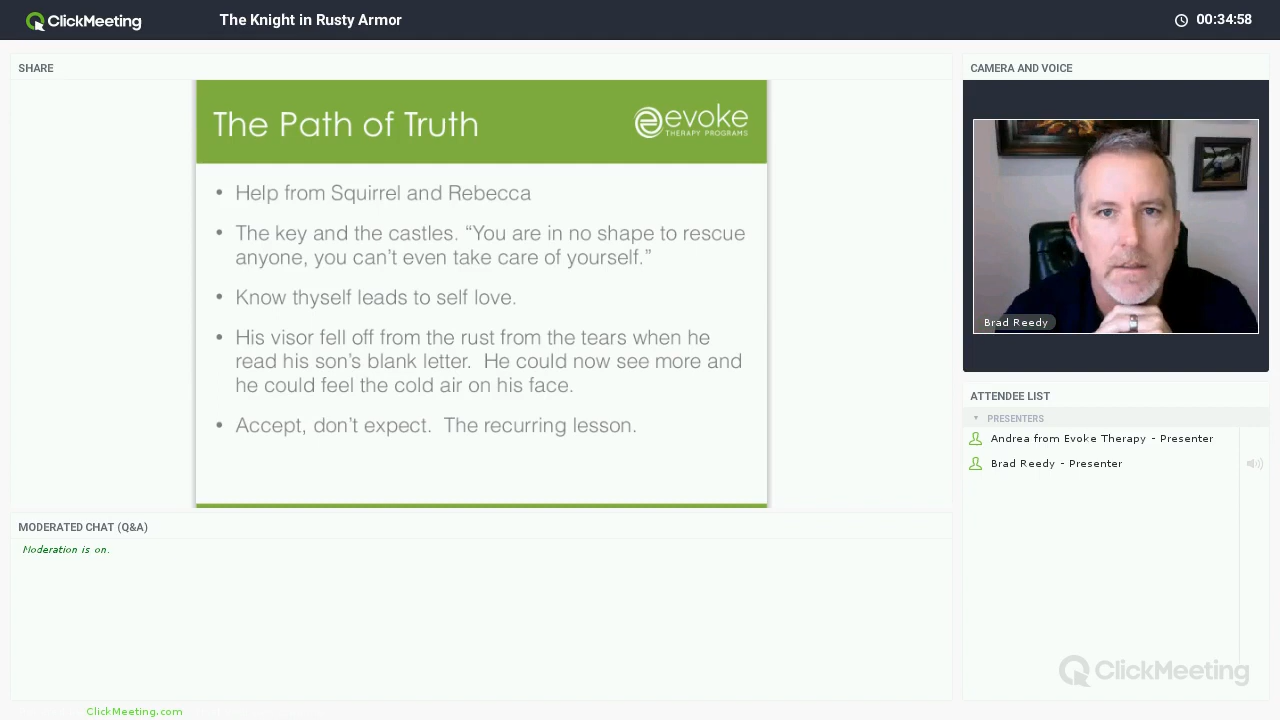 ClickMeeting
The Knight in Rusty Armor
00:34:58
SHARE
The Path of Truth
evoke
THERAPY PROGRAMS
• Help from Squirrel and Rebecca
• The key and the castles. “You are in no shape to rescue
anyone, you can’t even take care of yourself.”
• Know thyself leads to self love.
• His visor fell off from the rust from the tears when he
read his son’s blank letter.  He could now see more and
he could feel the cold air on his face.
• Accept, don’t expect.  The recurring lesson.
CAMERA AND VOICE
Brad Reedy
ATTENDEE LIST
PRESENTERS
Andrea from Evoke Therapy - Presenter
Brad Reedy - Presenter
MODERATED CHAT (Q&A)
Moderation is on.
ClickMeeting
ClickMeeting.com